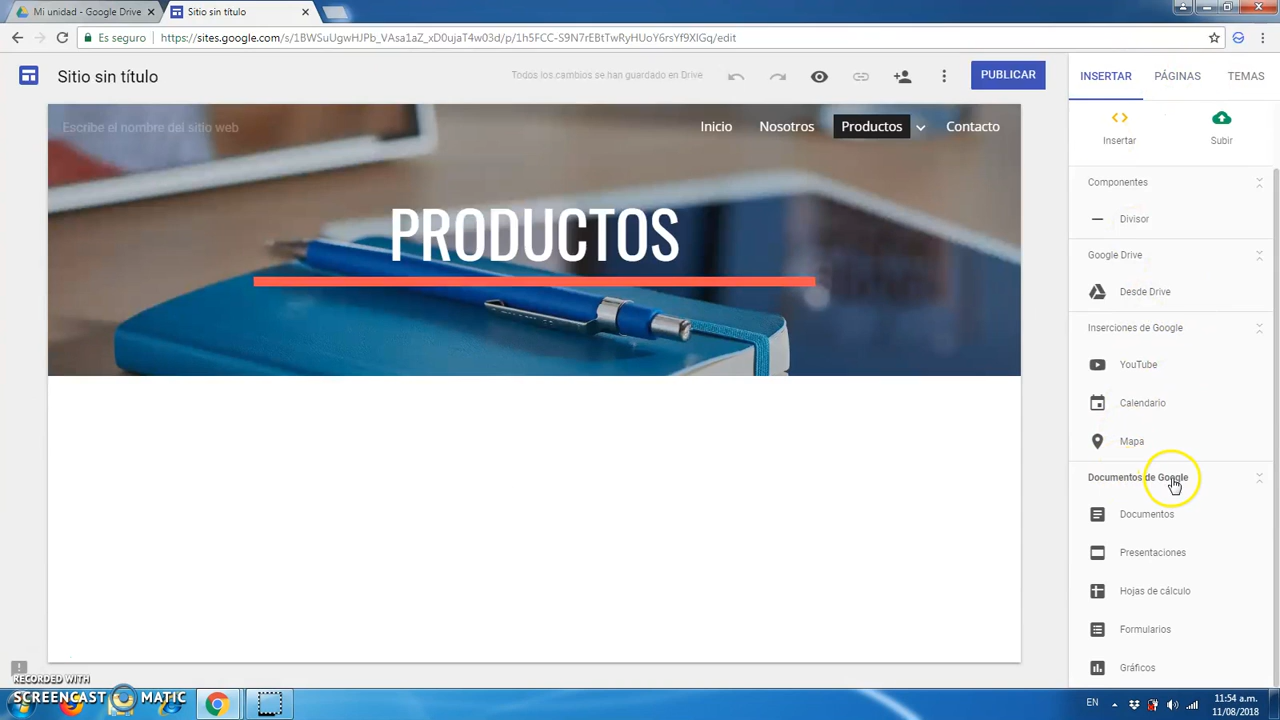 Mi unidad - Google Drive
Sitio sin título
Es seguro
https://sites.google.com/s/1BWSuUgwHJPb_VAsa1aZ_xD0ujaT4w03d/p/1h5FCC-S9N7rEBtTwRyHUoY6rsYf9XlGq/edit
Sitio sin título
Todos los cambios se han guardado en Drive
PUBLICAR
INSERTAR
PÁGINAS
TEMAS
Escribe el nombre del sitio web
Inicio
Nosotros
Productos
Contacto
PRODUCTOS
Insertar
Subir
Componentes
Divisor
Google Drive
Desde Drive
Inserciones de Google
YouTube
Calendario
Mapa
Documentos de Google
Documentos
Presentaciones
Hojas de cálculo
Formularios
Gráficos
RECORDED WITH
SCREENCAST MATIC
EN
11:54 a.m.
11/08/2018